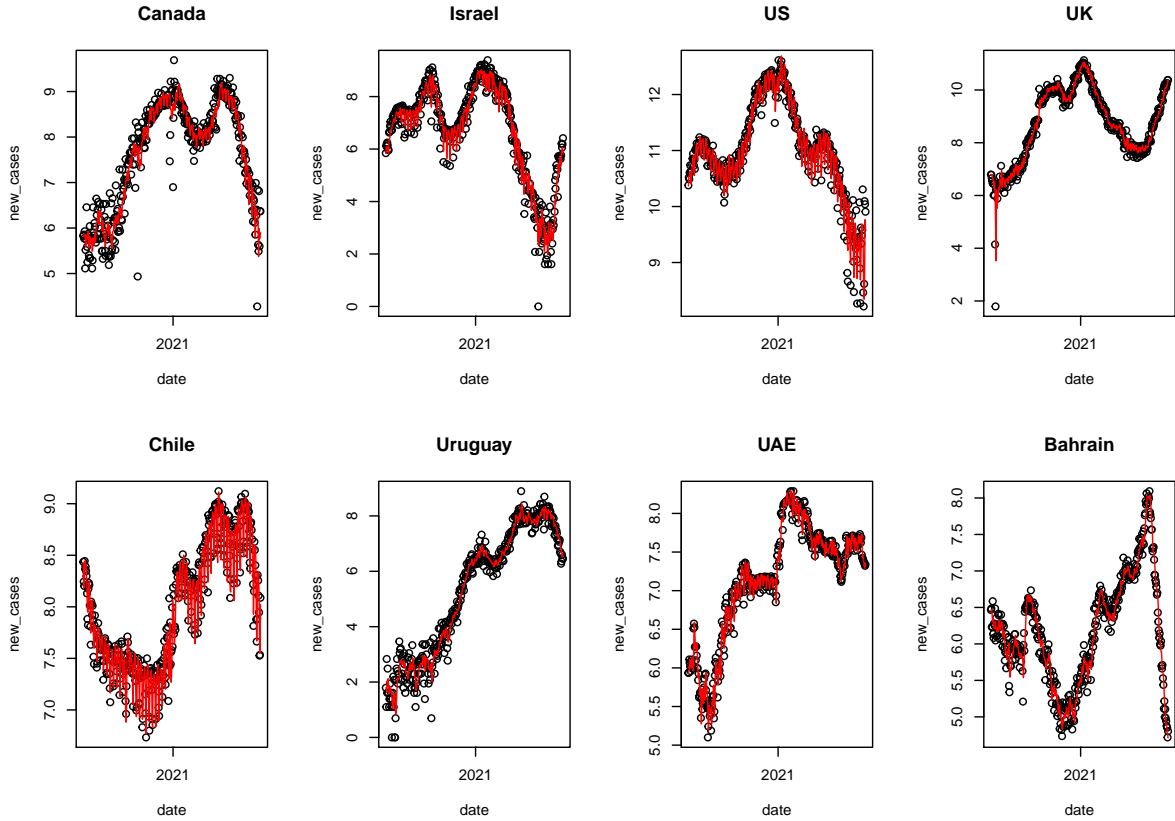 Canada
Israel
US
UK
new_cases
5 6 7 8 9
new_cases
0 2 4 6 8
new_cases
9 10 11 12
new_cases
2 4 6 8 10
2021
2021
2021
2021
date
date
date
date
Chile
Uruguay
UAE
Bahrain
new_cases
7.0 7.5 8.0 8.5 9.0
new_cases
0 2 4 6 8
new_cases
5.0 5.5 6.0 6.5 7.0 7.5 8.0
new_cases
5.0 5.5 6.0 6.5 7.0 7.5 8.0
2021
2021
2021
2021
date
date
date
date